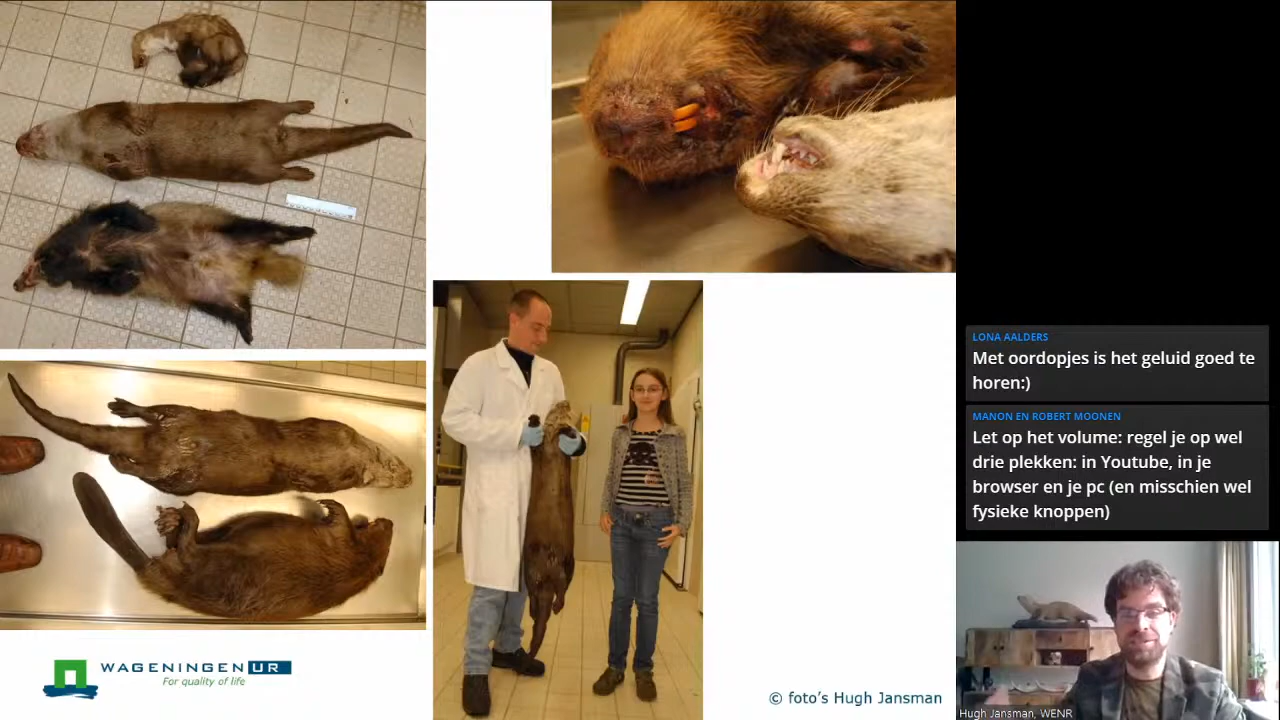 LONA AALDERS
Met oordopjes is het geluid goed te
horen:)
MANON EN ROBERT MOONEN
Let op het volume: regel je op wel
drie plekken: in Youtube, in je
browser en je pc (en misschien wel
fysieke knoppen)
WAGENINGEN UR
For quality of life
© foto's Hugh Jansman
Hugh Jansman, WENR